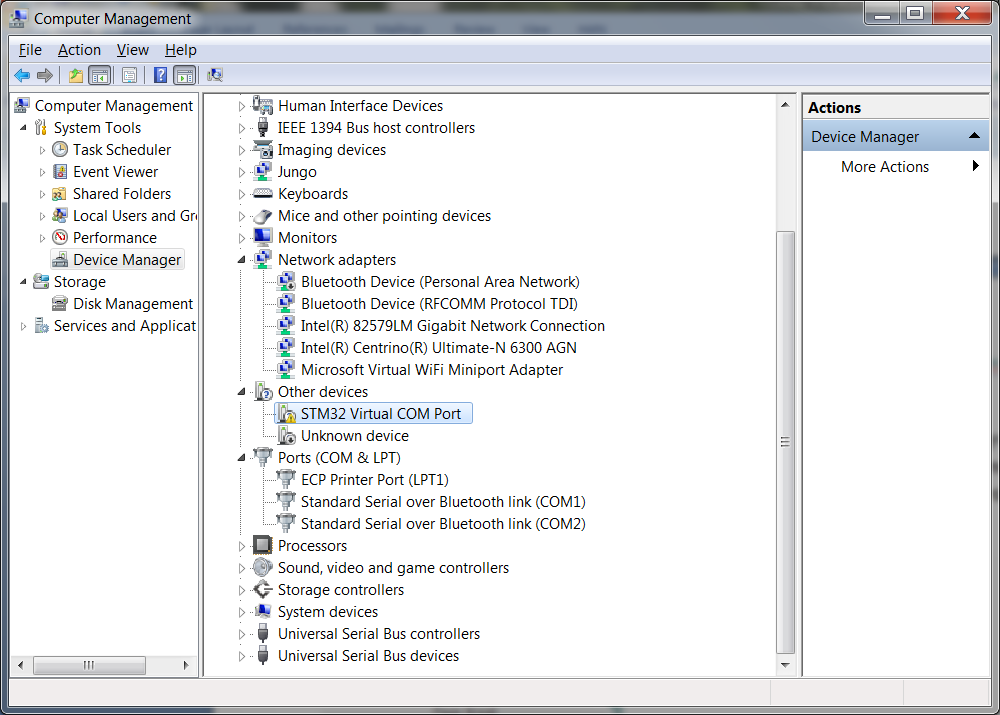 Computer Management
File Action View Help
Computer Management
System Tools
Task Scheduler
Event Viewer
Shared Folders
Local Users and Gr
Performance
Device Manager
Storage
Disk Management
Services and Applicat
Human Interface Devices
IEEE 1394 Bus host controllers
Imaging devices
Jungo
Keyboards
Mice and other pointing devices
Monitors
Network adapters
Bluetooth Device (Personal Area Network)
Bluetooth Device (RFCOMM Protocol TDI)
Intel(R) 82579LM Gigabit Network Connection
Intel(R) Centrino(R) Ultimate-N 6300 AGN
Microsoft Virtual WiFi Miniport Adapter
Other devices
STM32 Virtual COM Port
Unknown device
Ports (COM & LPT)
ECP Printer Port (LPT1)
Standard Serial over Bluetooth link (COM1)
Standard Serial over Bluetooth link (COM2)
Processors
Sound, video and game controllers
Storage controllers
System devices
Universal Serial Bus controllers
Universal Serial Bus devices
Actions
Device Manager
More Actions